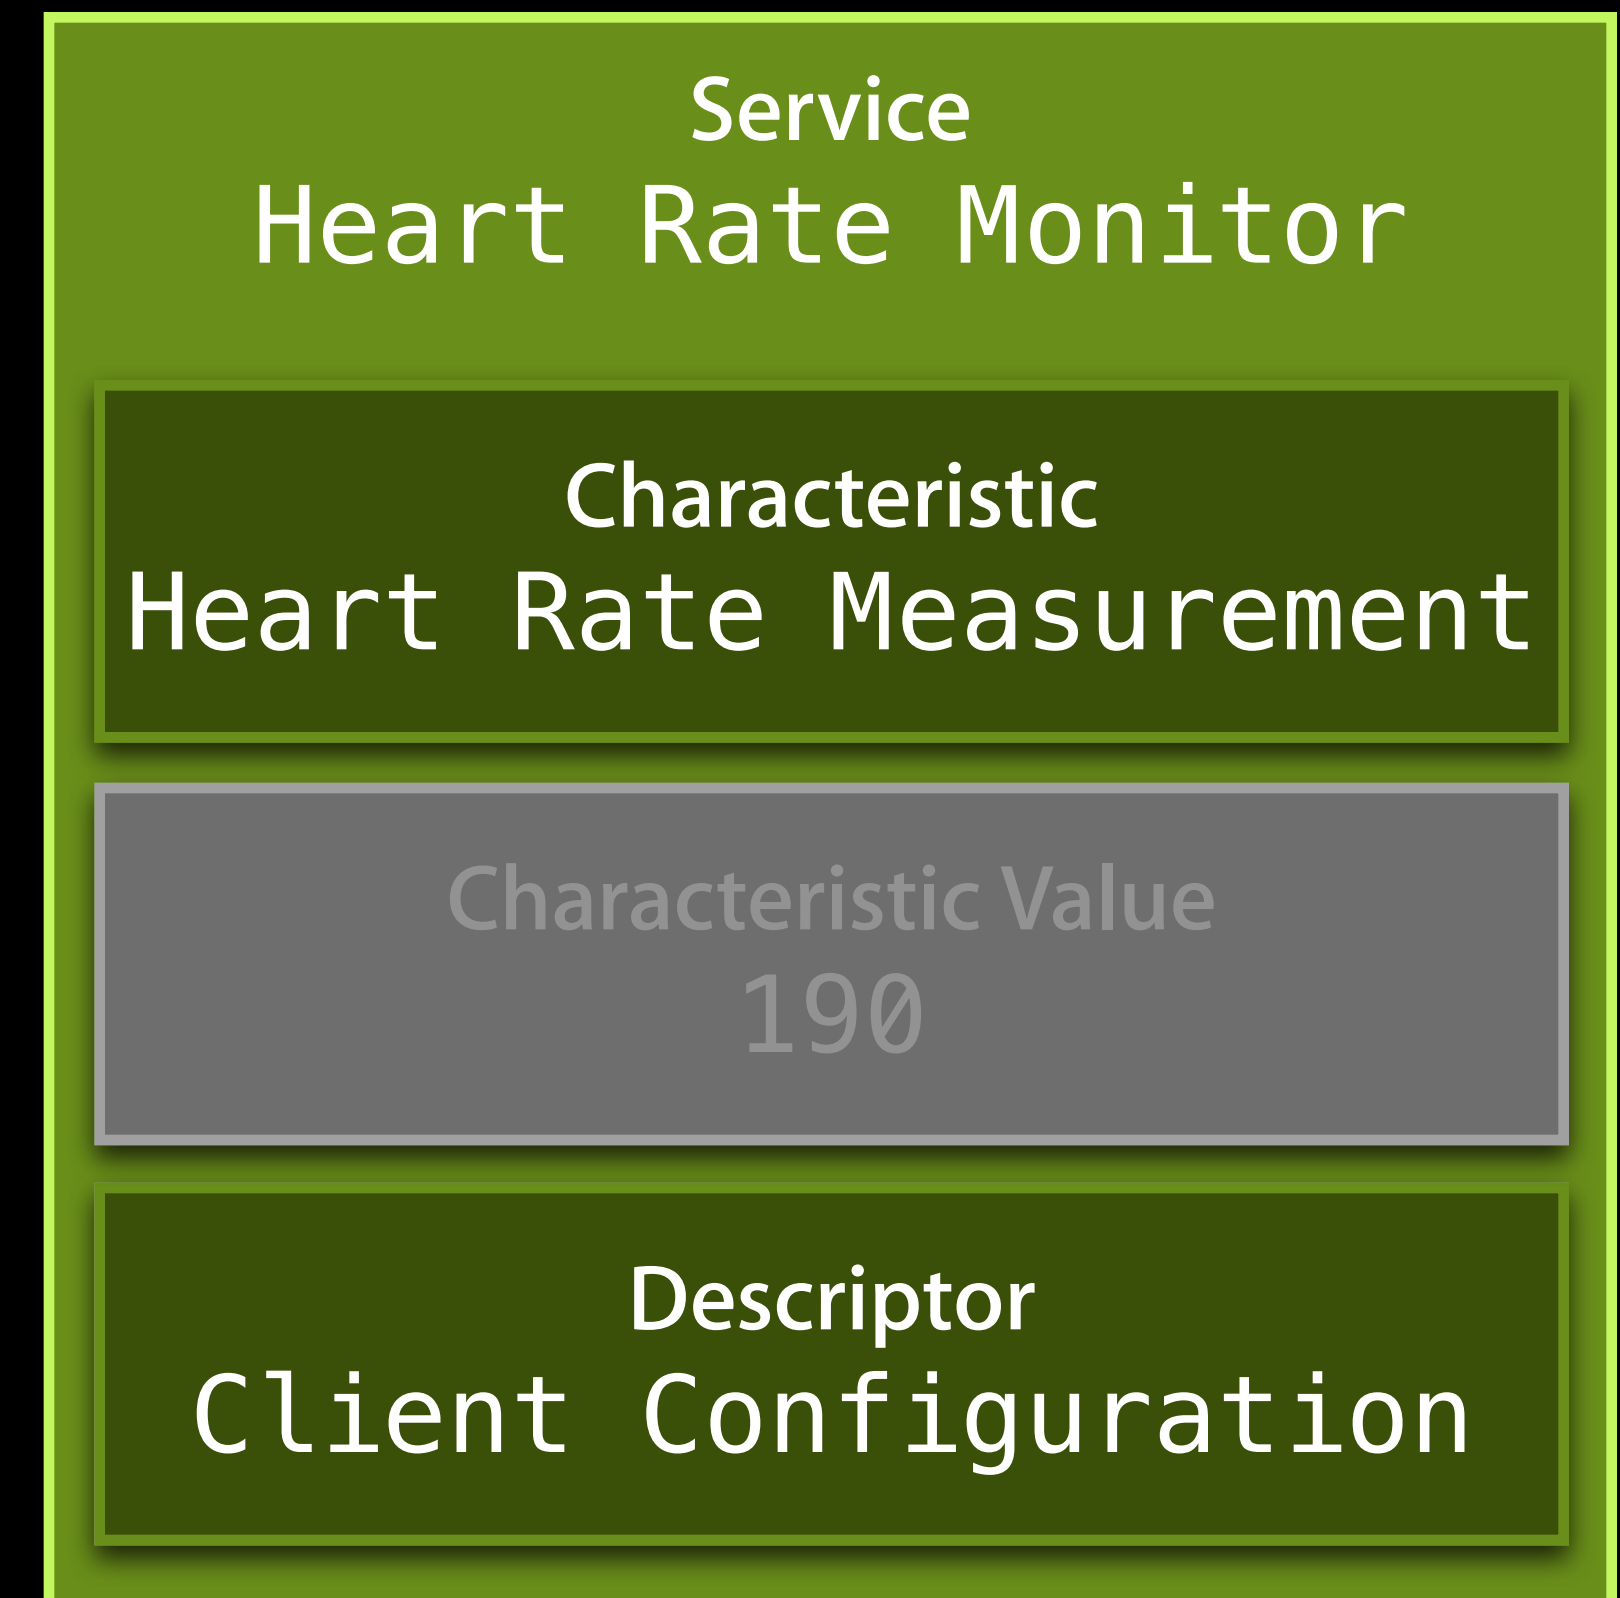 Service
Heart Rate Monitor
Characteristic
Heart Rate Measurement
Characteristic Value
190
Descriptor
Client Configuration